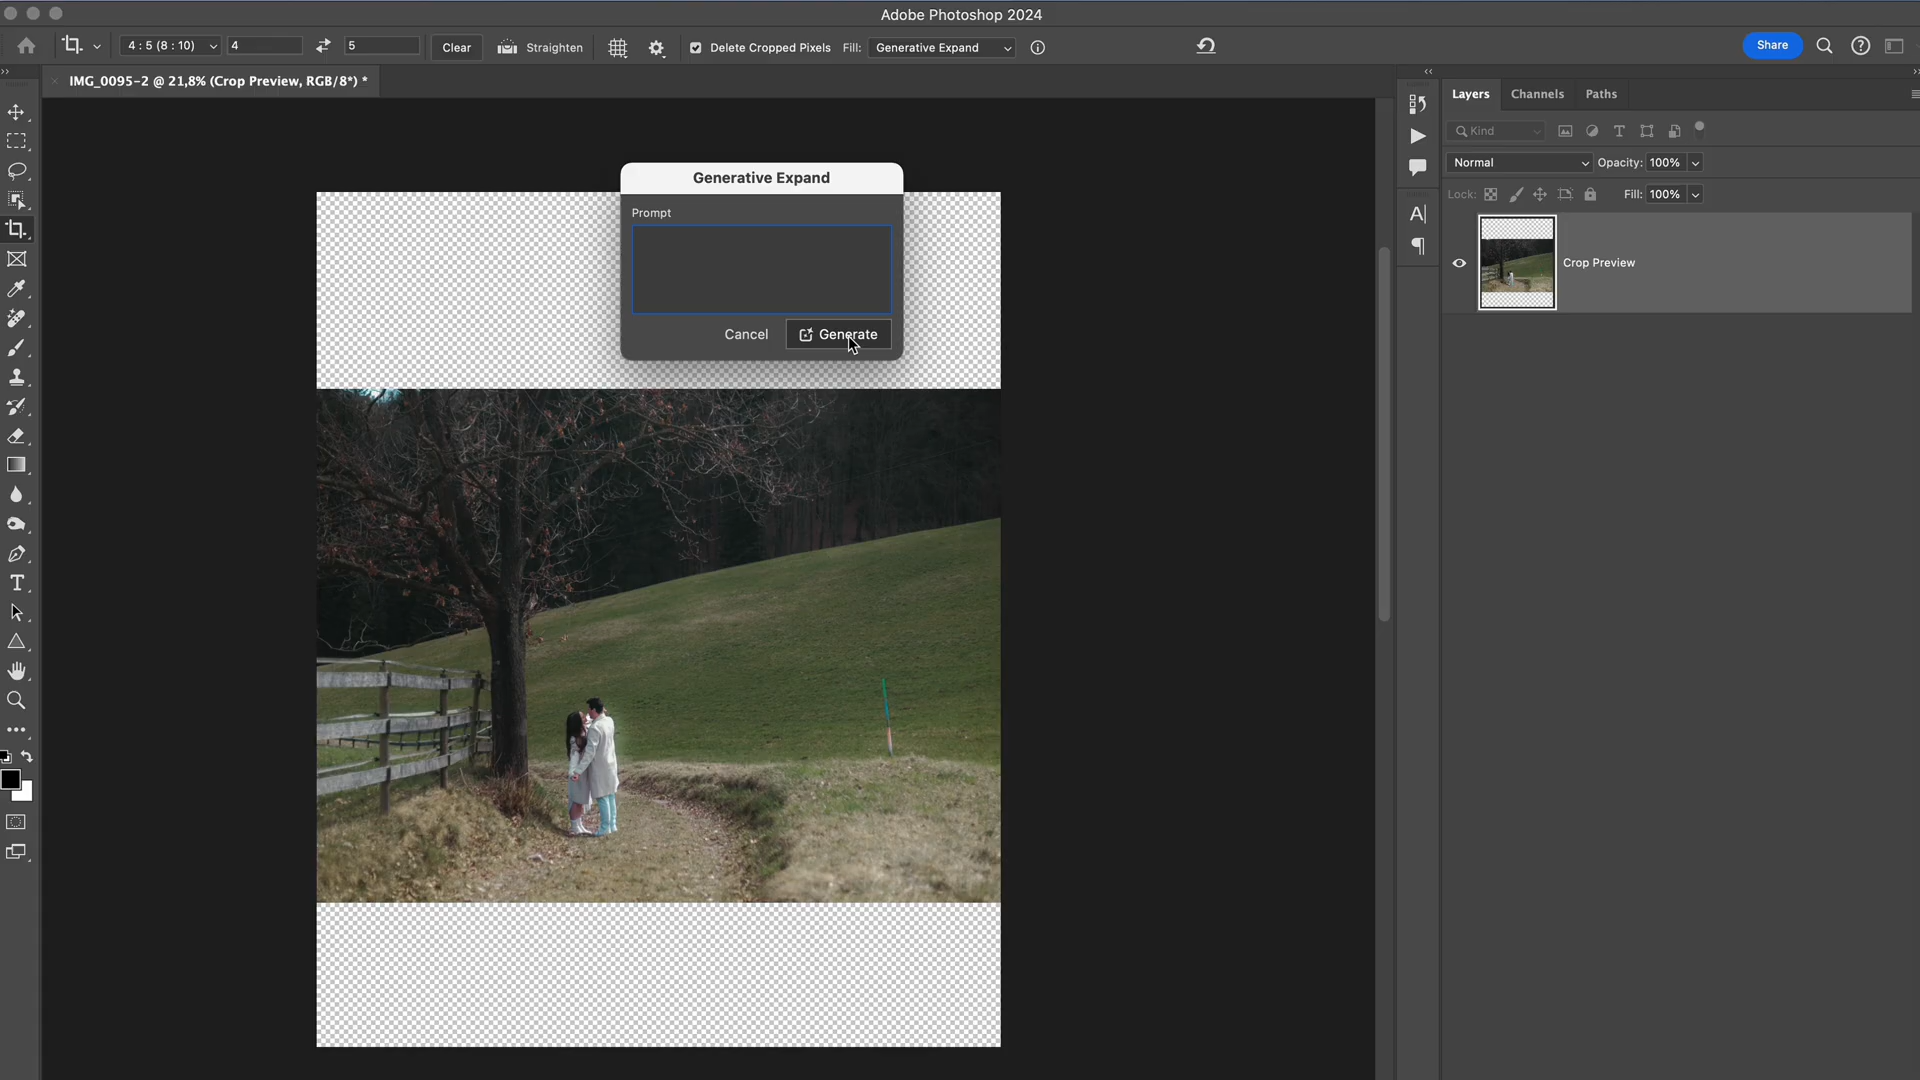 Adobe Photoshop 2024
4 : 5 (8 : 10) 4 5 Clear Straighten Delete Cropped Pixels Fill: Generative Expand Share
IMG_0095-2 @ 21,8% (Crop Preview, RGB/8*) *
Layers Channels Paths
Kind
Normal Opacity: 100%
Lock: Fill: 100%
Crop Preview
Generative Expand
Prompt
Cancel Generate